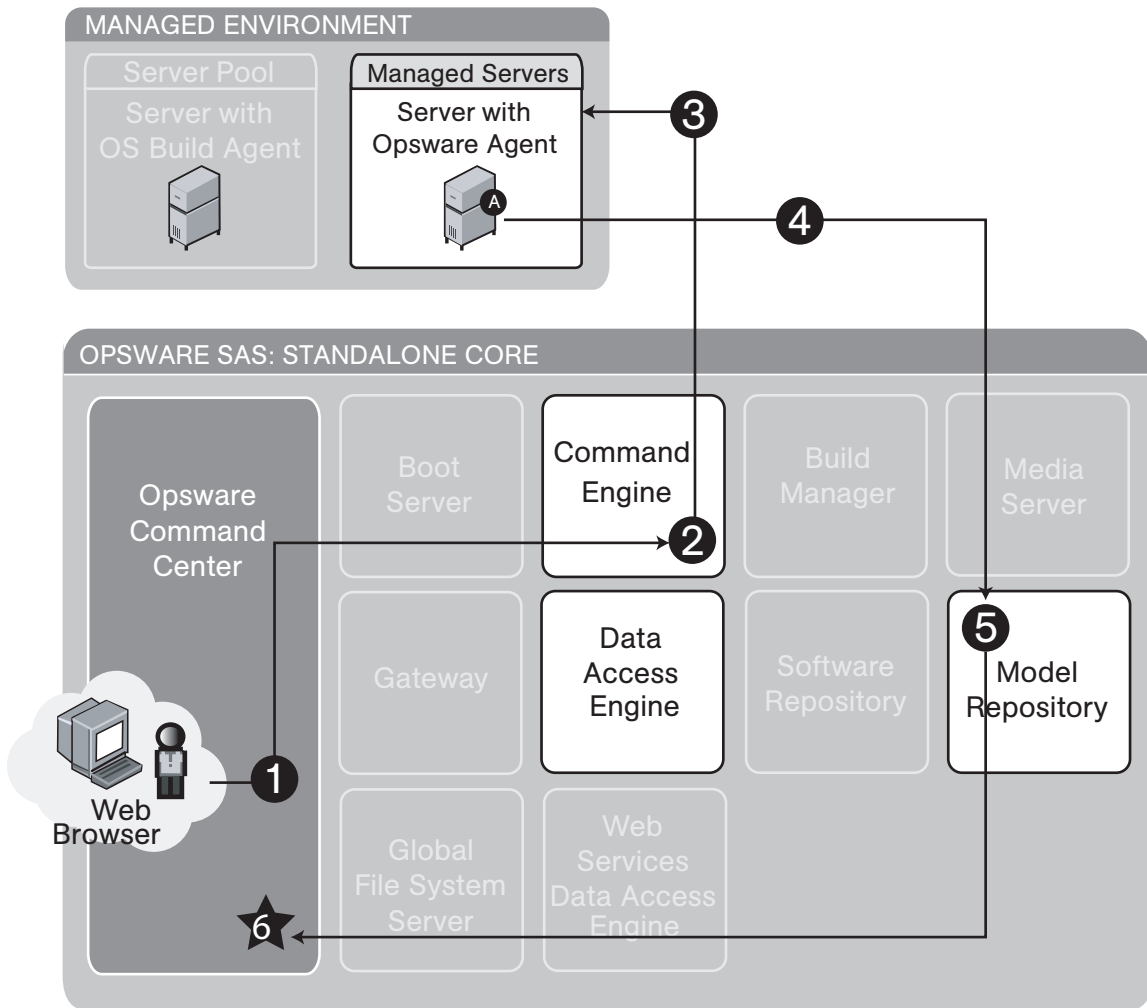 MANAGED ENVIRONMENT
Server Pool
Server with
OS Build Agent
Managed Servers
Server with
Opsware Agent
A
3
4
OPSWARE SAS: STANDALONE CORE
Opsware
Command
Center
Boot
Server
Command
Engine
2
Build
Manager
Media
Server
Gateway
Data
Access
Engine
Software
Repository
5
Model
Repository
1
Web
Browser
Global
File System
Server
Web
Services
Data Access
Engine
6